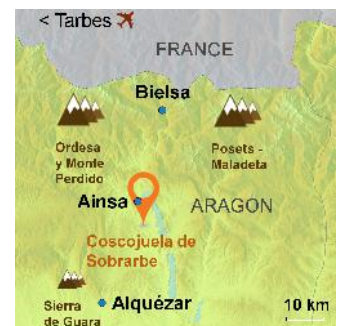 < Tarbes
FRANCE
Bielsa
Ordesa
y Monte
Perdido
Posets -
Maladeta
Ainsa
ARAGON
Coscojuela de
Sobrarbe
Sierra
de Guara
Alquézar
10 km